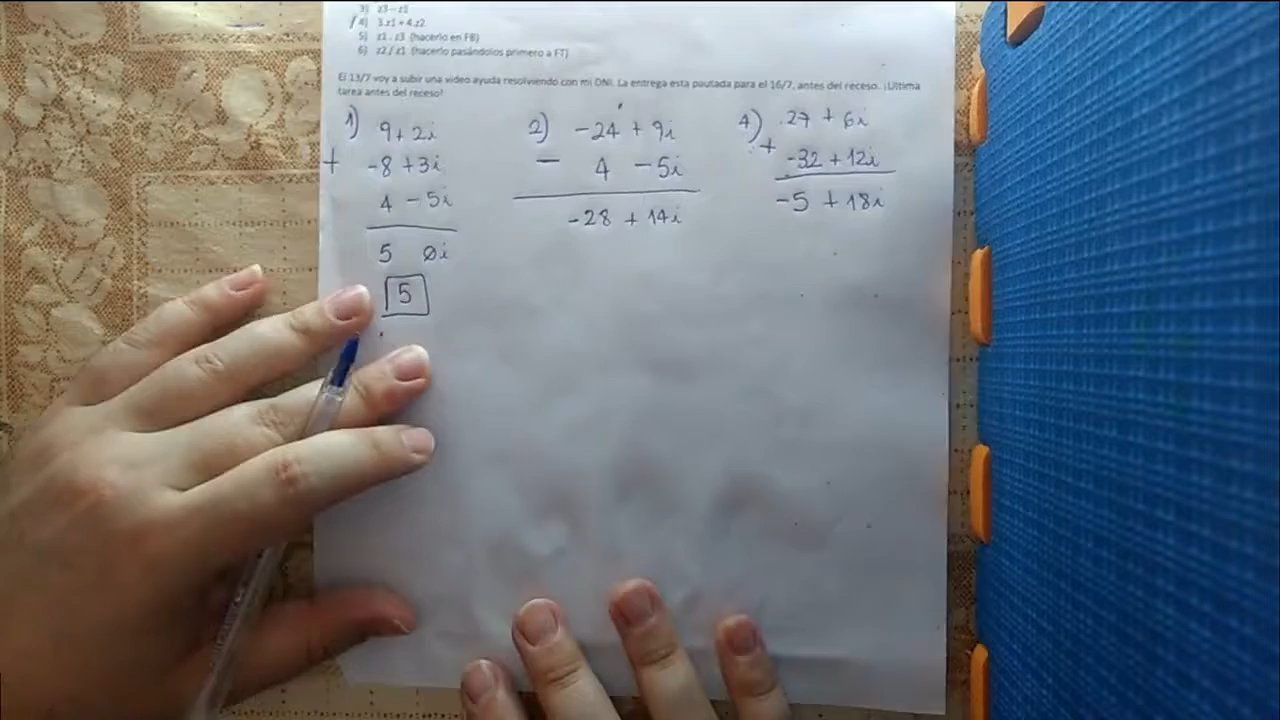 3) z3 – z1
4) 3.z1 + 4.z2
5) z1 . z3 (hacerlo en FB)
6) z2 / z1 (hacerlo pasándolos primero a FT)
El 13/7 voy a subir una video ayuda resolviendo con mi DNI. La entrega esta pautada para el 16/7, antes del receso. ¡Ultima
tarea antes del receso!
1) 9 + 2i
+ -8 + 3i
4 - 5i
5 0i
5
2) -24 + 9i
- 4 - 5i
-28 + 14i
4) 27 + 6i
+ -32 + 12i
-5 + 18i